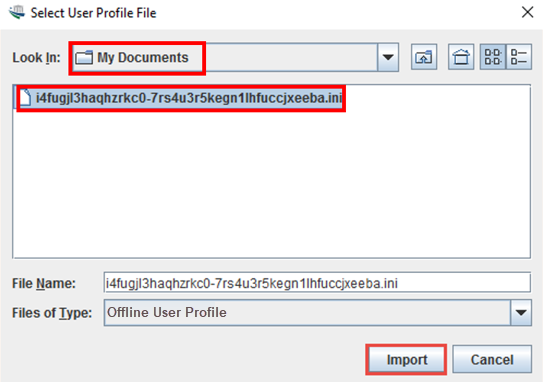 Select User Profile File
Look In: My Documents
i4fugjl3haqhzrkc0-7rs4u3r5kegn1lhfuccjxeeba.ini
File Name: i4fugjl3haqhzrkc0-7rs4u3r5kegn1lhfuccjxeeba.ini
Files of Type: Offline User Profile
Import Cancel